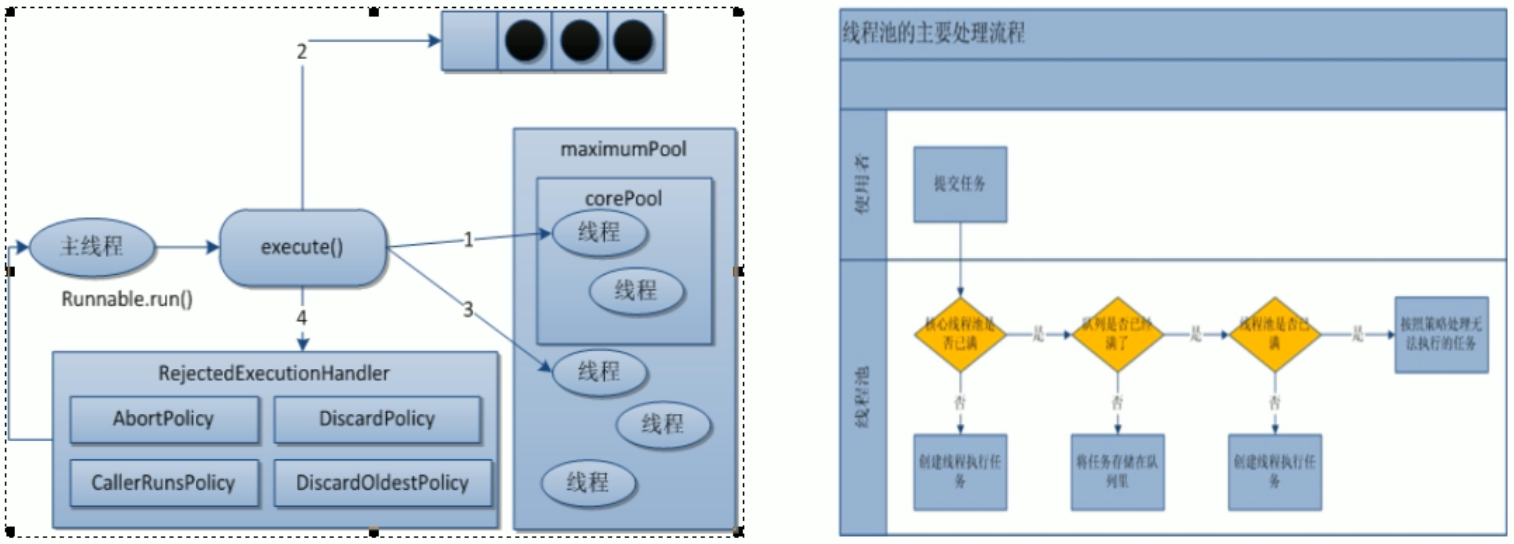 2
maximumPool
corePool
线程
线程
主线程
execute()
1
3
Runnable.run()
4
线程
线程
线程
RejectedExecutionHandler
AbortPolicy
DiscardPolicy
CallerRunsPolicy
DiscardOldestPolicy
线程池的主要处理流程
使用者
提交任务
线程池
核心线程池是
否已满
是
队列是否已经
满了
是
线程池是否已
满
是
按照策略处理无
法执行的任务
否
否
否
创建线程执行任
务
将任务存储在队
列里
创建线程执行任
务